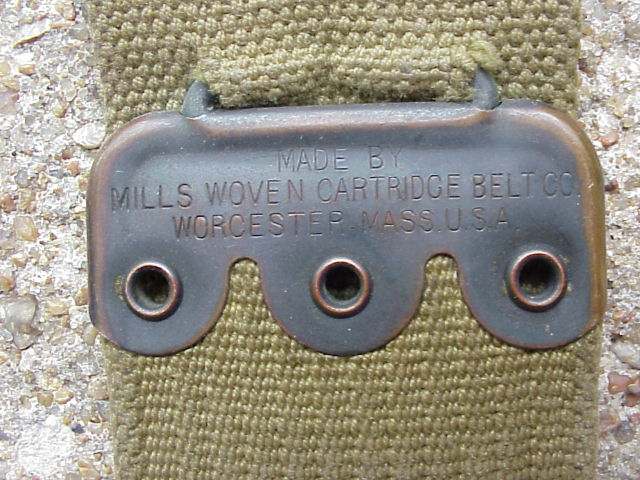 MADE BY
MILLS WOVEN CARTRIDGE BELT CO.
WORCESTER, MASS. U.S.A.